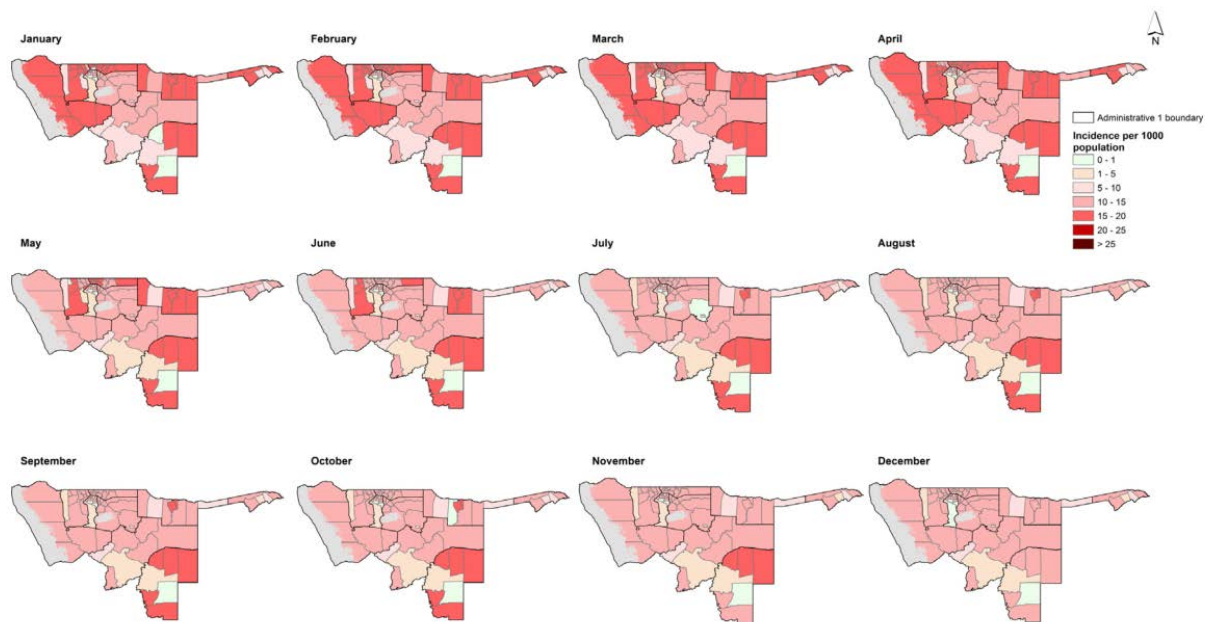 January
February
March
April
N
Administrative 1 boundary
Incidence per 1000
population
0 - 1
1 - 5
5 - 10
10 - 15
15 - 20
20 - 25
> 25
May
June
July
August
September
October
November
December